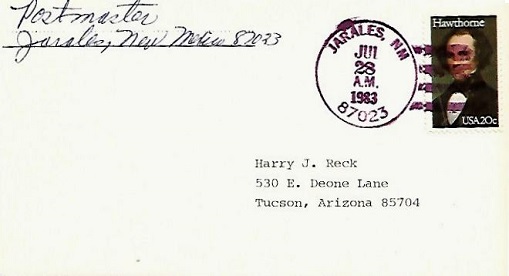 Postmaster
Jarales, New Mexico 87023
JARALES, NM
JUL
28
A.M.
1983
87023
Hawthorne
USA 20c
Harry J. Reck
530 E. Deone Lane
Tucson, Arizona 85704